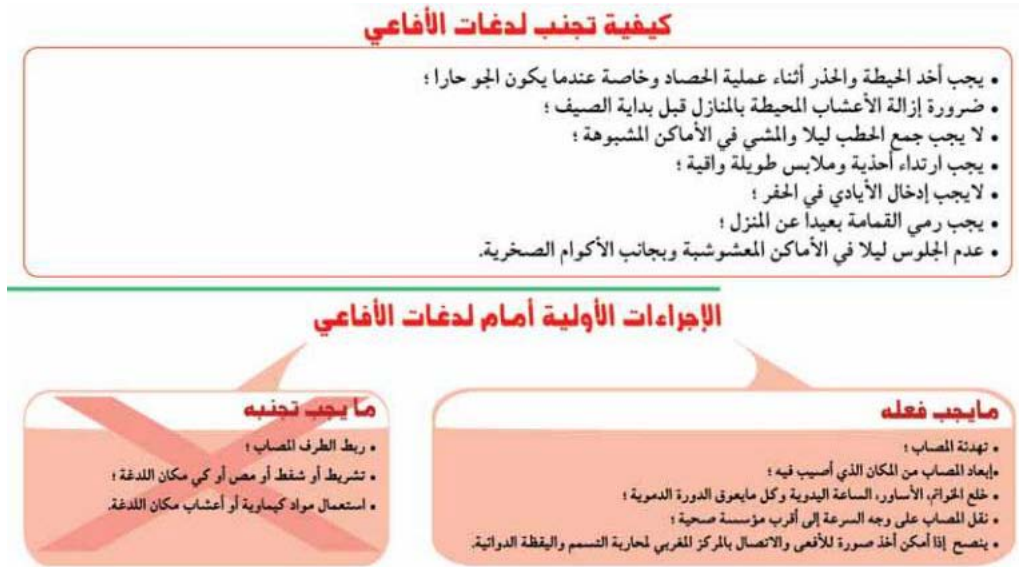 كيفية تجنب لدغات الأفاعي
• يجب أخد الحيطة والحذر أثناء عملية الحصاد وخاصة عندما يكون الجو حارا ؛
• ضرورة إزالة الأعشاب المحيطة بالمنازل قبل بداية الصيف ؛
• لا يجب جمع الحطب ليلا والمشي في الأماكن المشبوهة ؛
• يجب ارتداء أحذية وملابس طويلة واقية ؛
• لايجب إدخال الأيادي في الحفر ؛
• يجب رمي القمامة بعيدا عن المنزل ؛
• عدم الجلوس ليلا في الأماكن المعشوشبة وبجانب الأكوام الصخرية.
الإجراءات الأولية أمام لدغات الأفاعي
مايجب فعله
• تهدئة المصاب ؛
•إبعاد المصاب من المكان الذي أصيب فيه ؛
• خلع الخواتم، الأساور، الساعة اليدوية وكل مايعوق الدورة الدموية ؛
• نقل المصاب على وجه السرعة إلى أقرب مؤسسة صحية ؛
• ينصح إذا أمكن أخذ صورة للأفعى والاتصال بالمركز المغربي لمحاربة التسمم واليقظة الدوائية.
ما يجب تجنبه
• ربط الطرف المصاب ؛
• تشريط أو شفط أو مص أو كي مكان اللدغة ؛
• استعمال مواد كيماوية أو أعشاب مكان اللدغة.